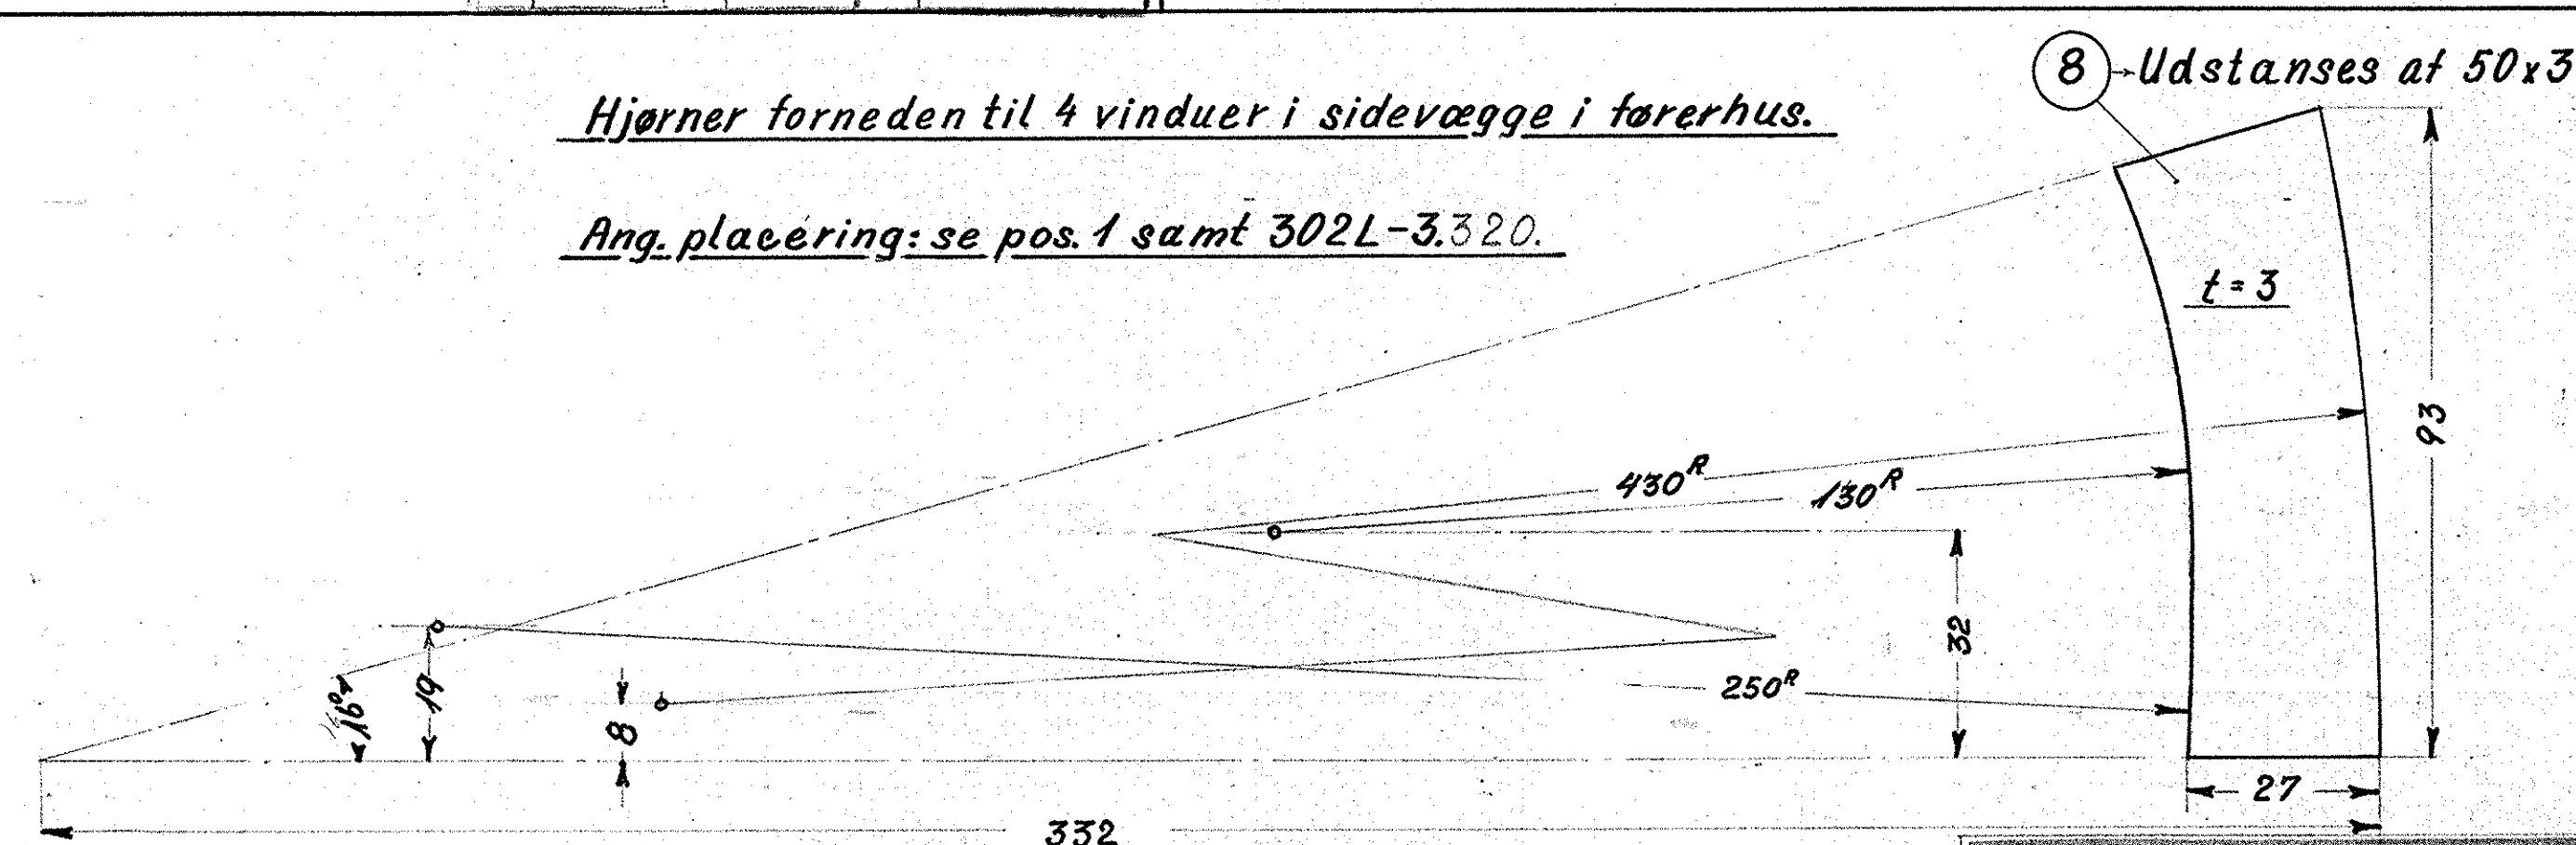 8 Udstanses af 50x3
Hjørner forneden til 4 vinduer i sidevægge i førerhus.
Ang. placering: se pos. 1 samt 302L-3.320.
t = 3
93
430R
130R
32
250R
19
16°
8
27
332